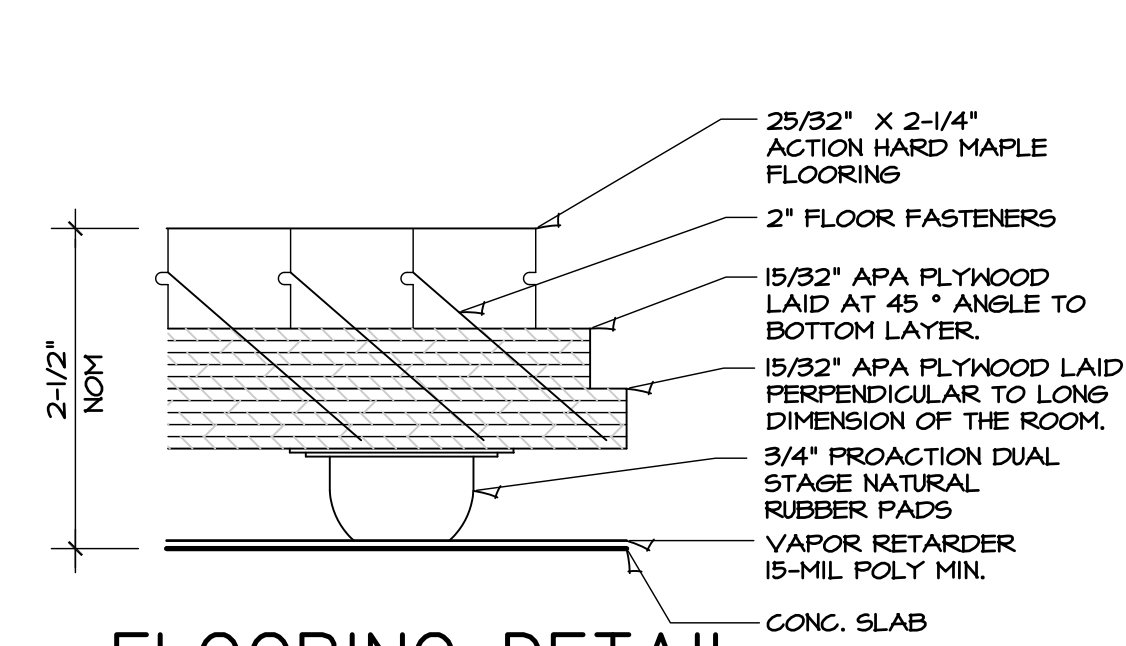 25/32" X 2-1/4"
ACTION HARD MAPLE
FLOORING
2" FLOOR FASTENERS
15/32" APA PLYWOOD
LAID AT 45 ° ANGLE TO
BOTTOM LAYER.
15/32" APA PLYWOOD LAID
PERPENDICULAR TO LONG
DIMENSION OF THE ROOM.
3/4" PROACTION DUAL
STAGE NATURAL
RUBBER PADS
VAPOR RETARDER
15-MIL POLY MIN.
CONC. SLAB
2-1/2"
NOM
FLOORING DETAIL